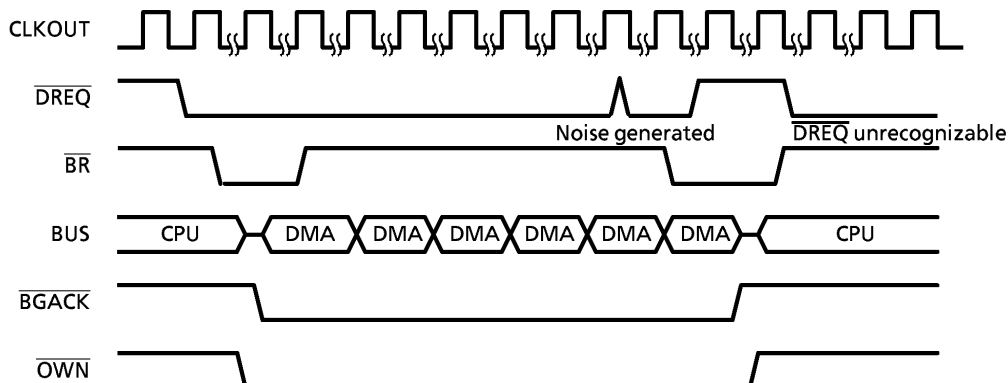 CLKOUT
DREQ
Noise generated DREQ unrecognizable
BR
BUS CPU DMA DMA DMA DMA DMA DMA CPU
BGACK
OWN